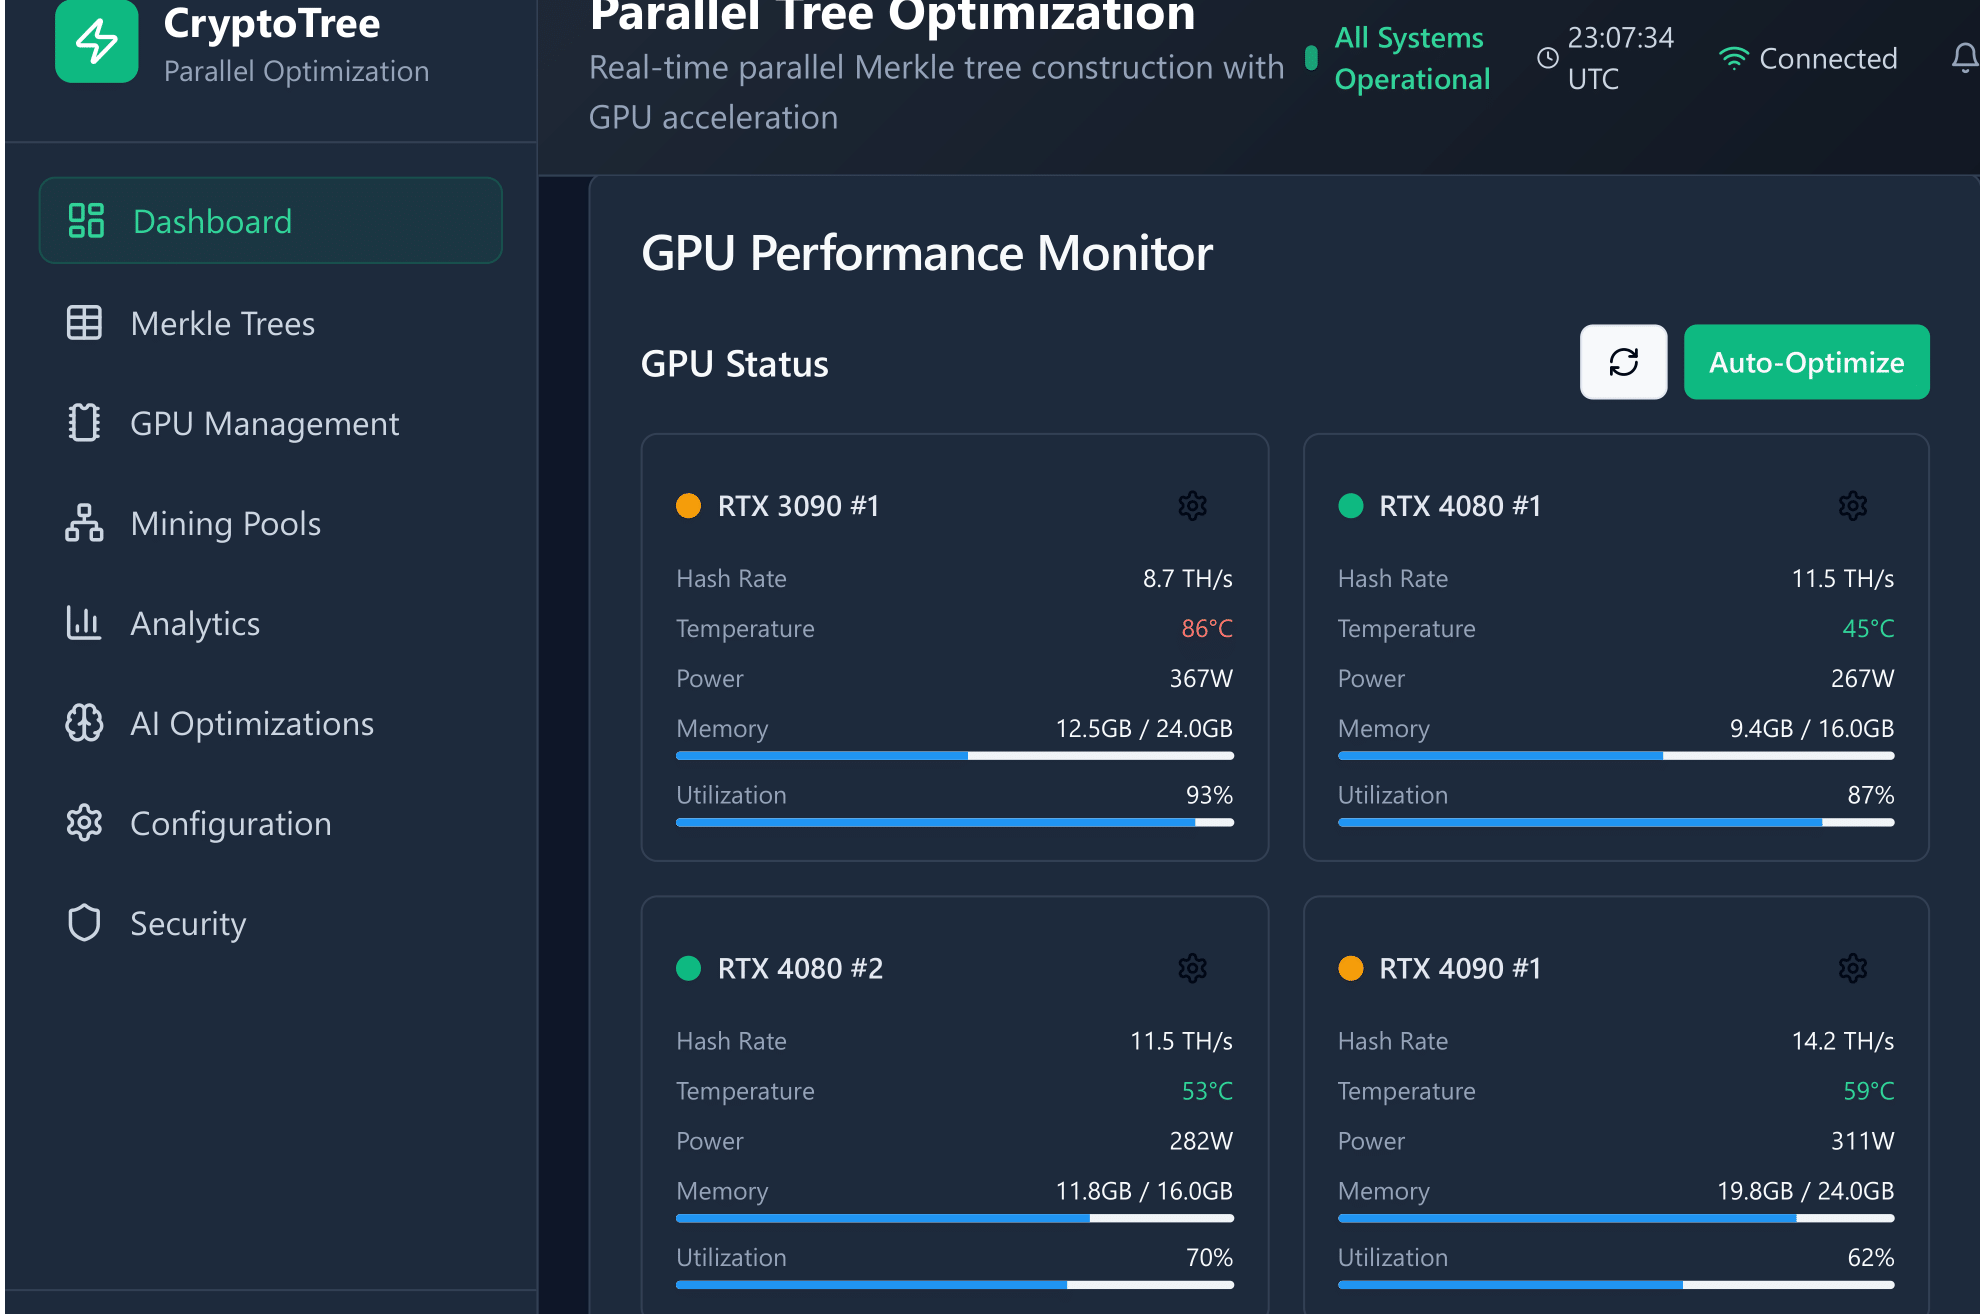 CryptoTree
Parallel Optimization
Dashboard
Merkle Trees
GPU Management
Mining Pools
Analytics
AI Optimizations
Configuration
Security
Parallel Tree Optimization
Real-time parallel Merkle tree construction with
GPU acceleration
All Systems
Operational
23:07:34
UTC
Connected
GPU Performance Monitor
GPU Status
Auto-Optimize
RTX 3090 #1
Hash Rate 8.7 TH/s
Temperature 86°C
Power 367W
Memory 12.5GB / 24.0GB
Utilization 93%
RTX 4080 #1
Hash Rate 11.5 TH/s
Temperature 45°C
Power 267W
Memory 9.4GB / 16.0GB
Utilization 87%
RTX 4080 #2
Hash Rate 11.5 TH/s
Temperature 53°C
Power 282W
Memory 11.8GB / 16.0GB
Utilization 70%
RTX 4090 #1
Hash Rate 14.2 TH/s
Temperature 59°C
Power 311W
Memory 19.8GB / 24.0GB
Utilization 62%